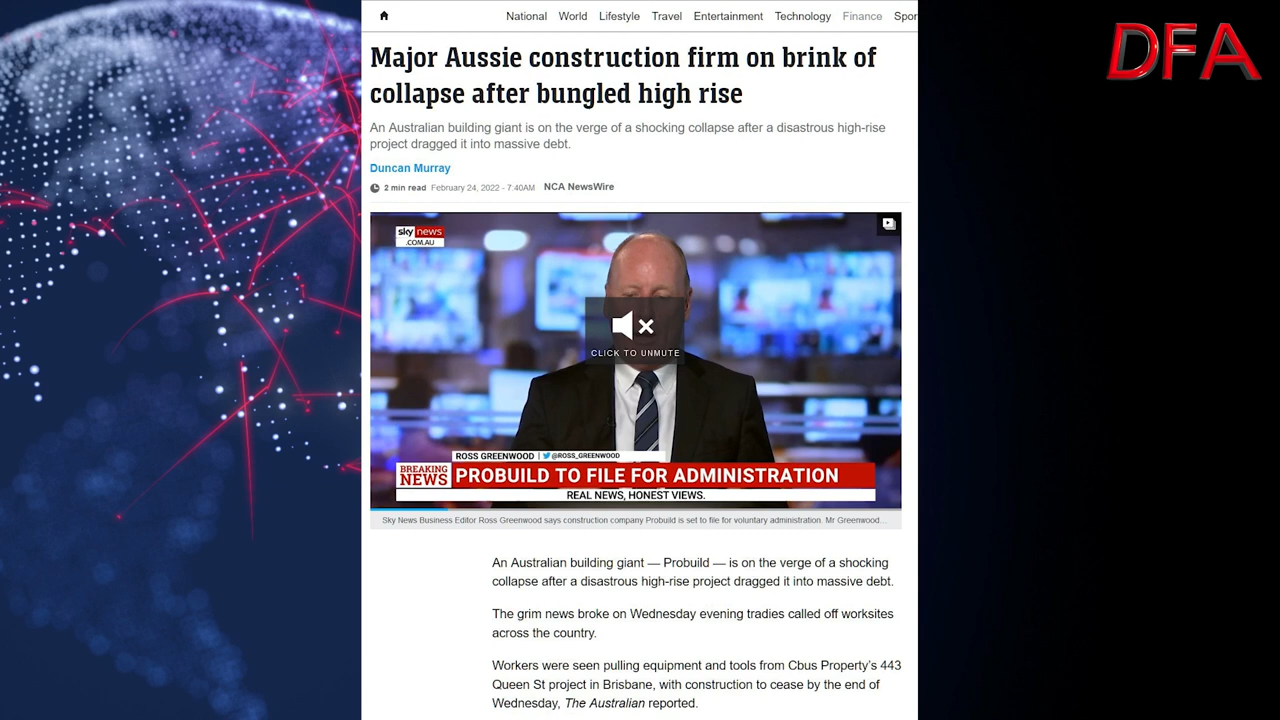 National World Lifestyle Travel Entertainment Technology Finance Spor
DFA
Major Aussie construction firm on brink of
collapse after bungled high rise
An Australian building giant is on the verge of a shocking collapse after a disastrous high-rise
project dragged it into massive debt.
Duncan Murray
2 min read February 24, 2022 - 7:40AM NCA NewsWire
sky news
.COM.AU
CLICK TO UNMUTE
ROSS GREENWOOD | @ROSS_GREENWOOD
BREAKING
NEWS
PROBUILD TO FILE FOR ADMINISTRATION
REAL NEWS, HONEST VIEWS.
Sky News Business Editor Ross Greenwood says construction company Probuild is set to file for voluntary administration. Mr Greenwood...
An Australian building giant — Probuild — is on the verge of a shocking
collapse after a disastrous high-rise project dragged it into massive debt.
The grim news broke on Wednesday evening tradies called off worksites
across the country.
Workers were seen pulling equipment and tools from Cbus Property's 443
Queen St project in Brisbane, with construction to cease by the end of
Wednesday, The Australian reported.